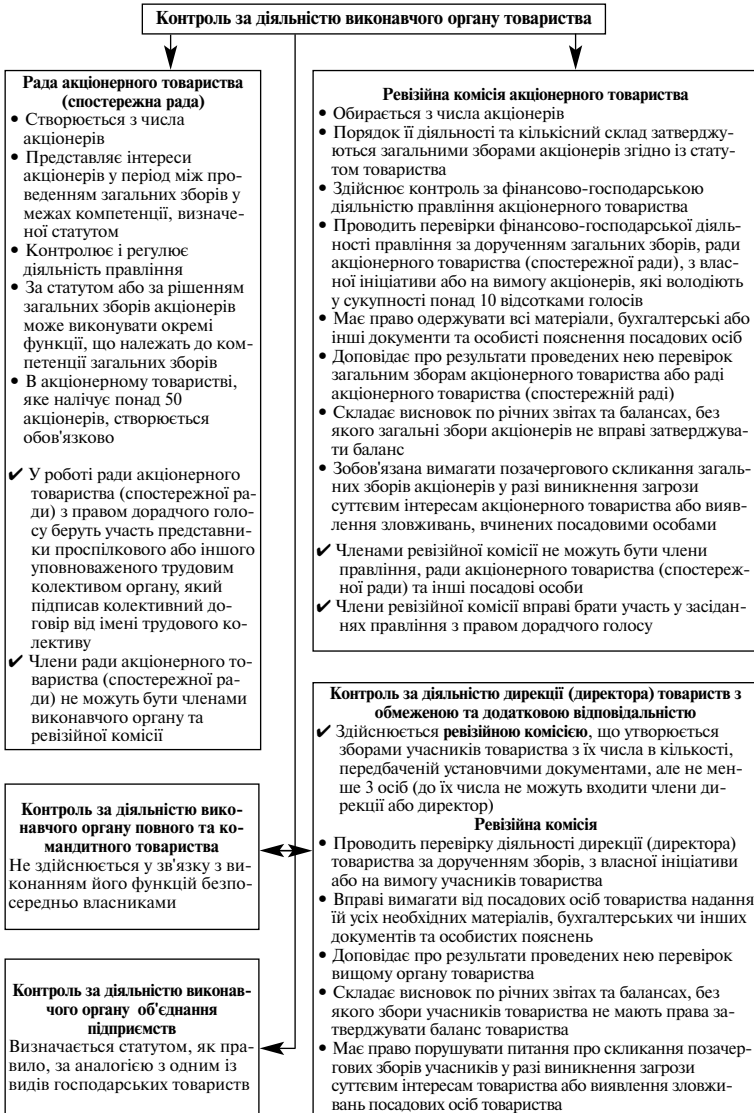 Контроль за діяльністю виконавчого органу товариства
Рада акціонерного товариства
(спостережна рада)
• Створюється з числа
акціонерів
• Представляє інтереси
акціонерів у період між про-
веденням загальних зборів у
межах компетенції, визначе-
ної статутом
• Контролює і регулює
діяльність правління
• За статутом або за рішенням
загальних зборів акціонерів
може виконувати окремі
функції, що належать до ком-
петенції загальних зборів
• В акціонерному товаристві,
яке налічує понад 50
акціонерів, створюється
обов'язково
✔ У роботі ради акціонерного
товариства (спостережної ра-
ди) з правом дорадчого голо-
су беруть участь представни-
ки проспілкового або іншого
уповноваженого трудовим
колективом органу, який
підписав колективний до-
говір від імені трудового ко-
лективу
✔ Члени ради акціонерного то-
вариства (спостережної ра-
ди) не можуть бути членами
виконавчого органу та
ревізійної комісії
Ревізійна комісія акціонерного товариства
• Обирається з числа акціонерів
• Порядок її діяльності та кількісний склад затверджу-
ються загальними зборами акціонерів згідно із стату-
том товариства
• Здійснює контроль за фінансово-господарською
діяльністю правління акціонерного товариства
• Проводить перевірки фінансово-господарської діяль-
ності правління за дорученням загальних зборів, ради
акціонерного товариства (спостережної ради), з влас-
ної ініціативи або на вимогу акціонерів, які володіють
у сукупності понад 10 відсотками голосів
• Має право одержувати всі матеріали, бухгалтерські або
інші документи та особисті пояснення посадових осіб
• Доповідає про результати проведених нею перевірок
загальним зборам акціонерного товариства або раді
акціонерного товариства (спостережній раді)
• Складає висновок по річних звітах та балансах, без
якого загальні збори акціонерів не вправі затверджува-
ти баланс
• Зобов'язана вимагати позачергового скликання загаль-
них зборів акціонерів у разі виникнення загрози
суттєвим інтересам акціонерного товариства або вияв-
лення зловживань, вчинених посадовими особами
✔ Членами ревізійної комісії не можуть бути члени
правління, ради акціонерного товариства (спостереж-
ної ради) та інші посадові особи
✔ Члени ревізійної комісії вправі брати участь у засідан-
нях правління з правом дорадчого голосу
Контроль за діяльністю вико-
навчого органу повного та ко-
мандитного товариства
Не здійснюється у зв'язку з ви-
конанням його функцій безпо-
середньо власниками
Контроль за діяльністю виконав-
чого органу об'єднання
підприємств
Визначається статутом, як пра-
вило, за аналогією з одним із
видів господарських товариств
Контроль за діяльністю дирекції (директора) товариств з
обмеженою та додатковою відповідальністю
✔ Здійснюється ревізійною комісією, що утворюється
зборами учасників товариства з їх числа в кількості,
передбаченій установчими документами, але не мен-
ше 3 осіб (до їх числа не можуть входити члени ди-
рекції або директор)
Ревізійна комісія
• Проводить перевірку діяльності дирекції (директора)
товариства за дорученням зборів, з власної ініціативи
або на вимогу учасників товариства
• Вправі вимагати від посадових осіб товариства надання
їй усіх необхідних матеріалів, бухгалтерських чи інших
документів та особистих пояснень
• Доповідає про результати проведених нею перевірок
вищому органу товариства
• Складає висновок по річних звітах та балансах, без
якого збори учасників товариства не мають права за-
тверджувати баланс товариства
• Має право порушувати питання про скликання позачер-
гових зборів учасників у разі виникнення загрози
суттєвим інтересам товариства або виявлення зловжи-
вань посадових осіб товариства